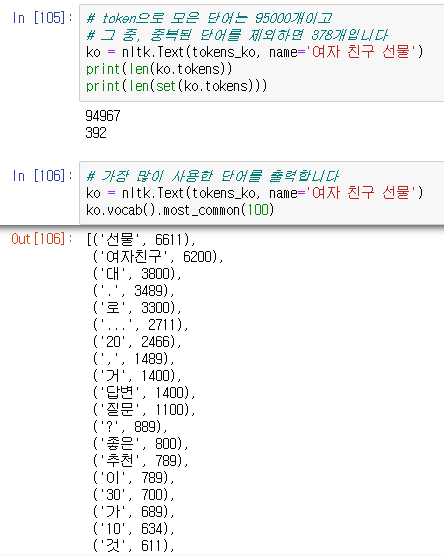 In [105]: # token으로 모은 단어는 95000개이고
# 그 중, 중복된 단어를 제외하면 378개입니다
ko = nltk.Text(tokens_ko, name='여자 친구 선물')
print(len(ko.tokens))
print(len(set(ko.tokens)))
94967
392
In [106]: # 가장 많이 사용한 단어를 출력합니다
ko = nltk.Text(tokens_ko, name='여자 친구 선물')
ko.vocab().most_common(100)
Out[106]: [('선물', 6611),
('여자친구', 6200),
('대', 3800),
('.', 3489),
('로', 3300),
('...', 2711),
('20', 2466),
(',', 1489),
('거', 1400),
('답변', 1400),
('질문', 1100),
('?', 889),
('좋은', 800),
('추천', 789),
('이', 789),
('30', 700),
('가', 689),
('10', 634),
('것', 611),